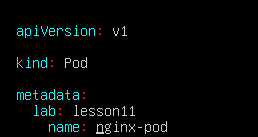 apiVersion: v1
kind: Pod
metadata:
  lab: lesson11
    name: nginx-pod